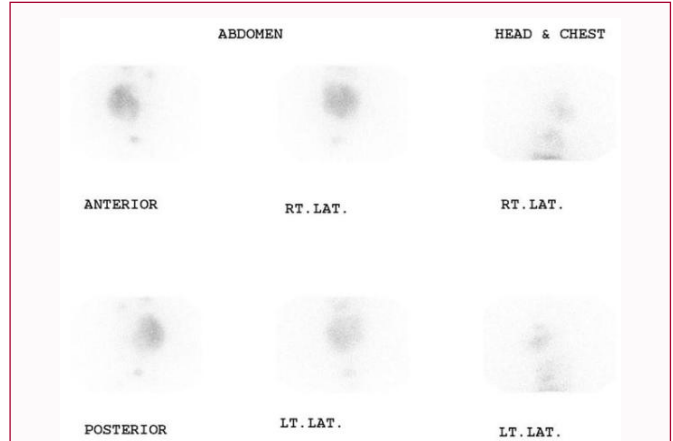 ABDOMEN HEAD & CHEST
ANTERIOR RT.LAT. RT.LAT.
POSTERIOR LT.LAT. LT.LAT.